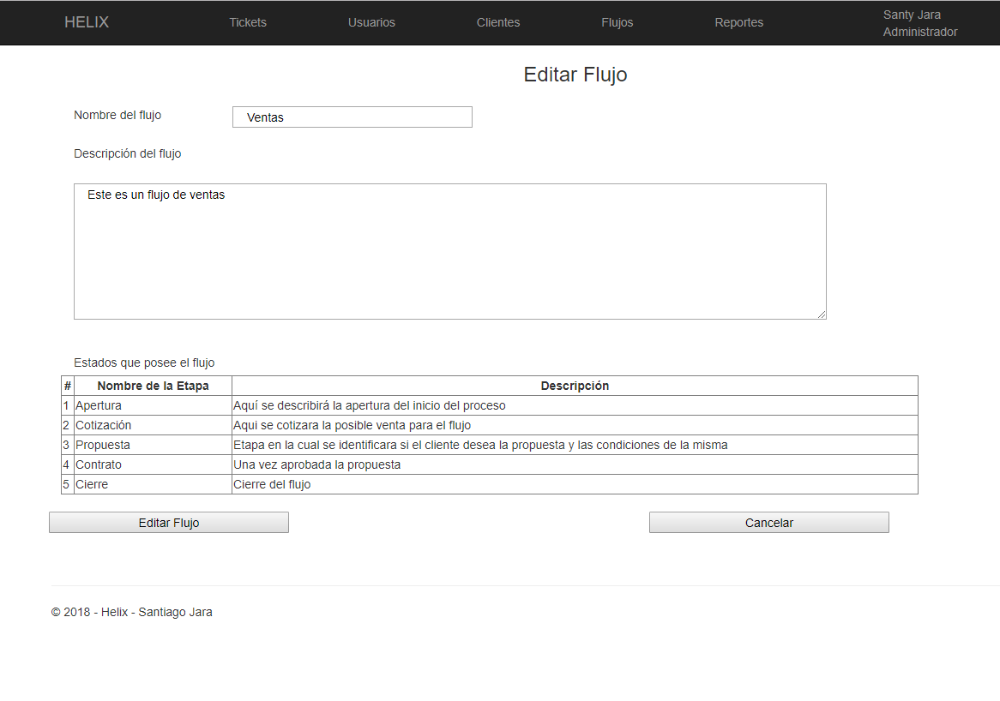 HELIX Tickets Usuarios Clientes Flujos Reportes Santy Jara
Administrador
Editar Flujo
Nombre del flujo Ventas
Descripción del flujo
Este es un flujo de ventas
Estados que posee el flujo
# Nombre de la Etapa Descripción
1 Apertura Aquí se describirá la apertura del inicio del proceso
2 Cotización Aqui se cotizara la posible venta para el flujo
3 Propuesta Etapa en la cual se identificara si el cliente desea la propuesta y las condiciones de la misma
4 Contrato Una vez aprobada la propuesta
5 Cierre Cierre del flujo
Editar Flujo Cancelar
© 2018 - Helix - Santiago Jara